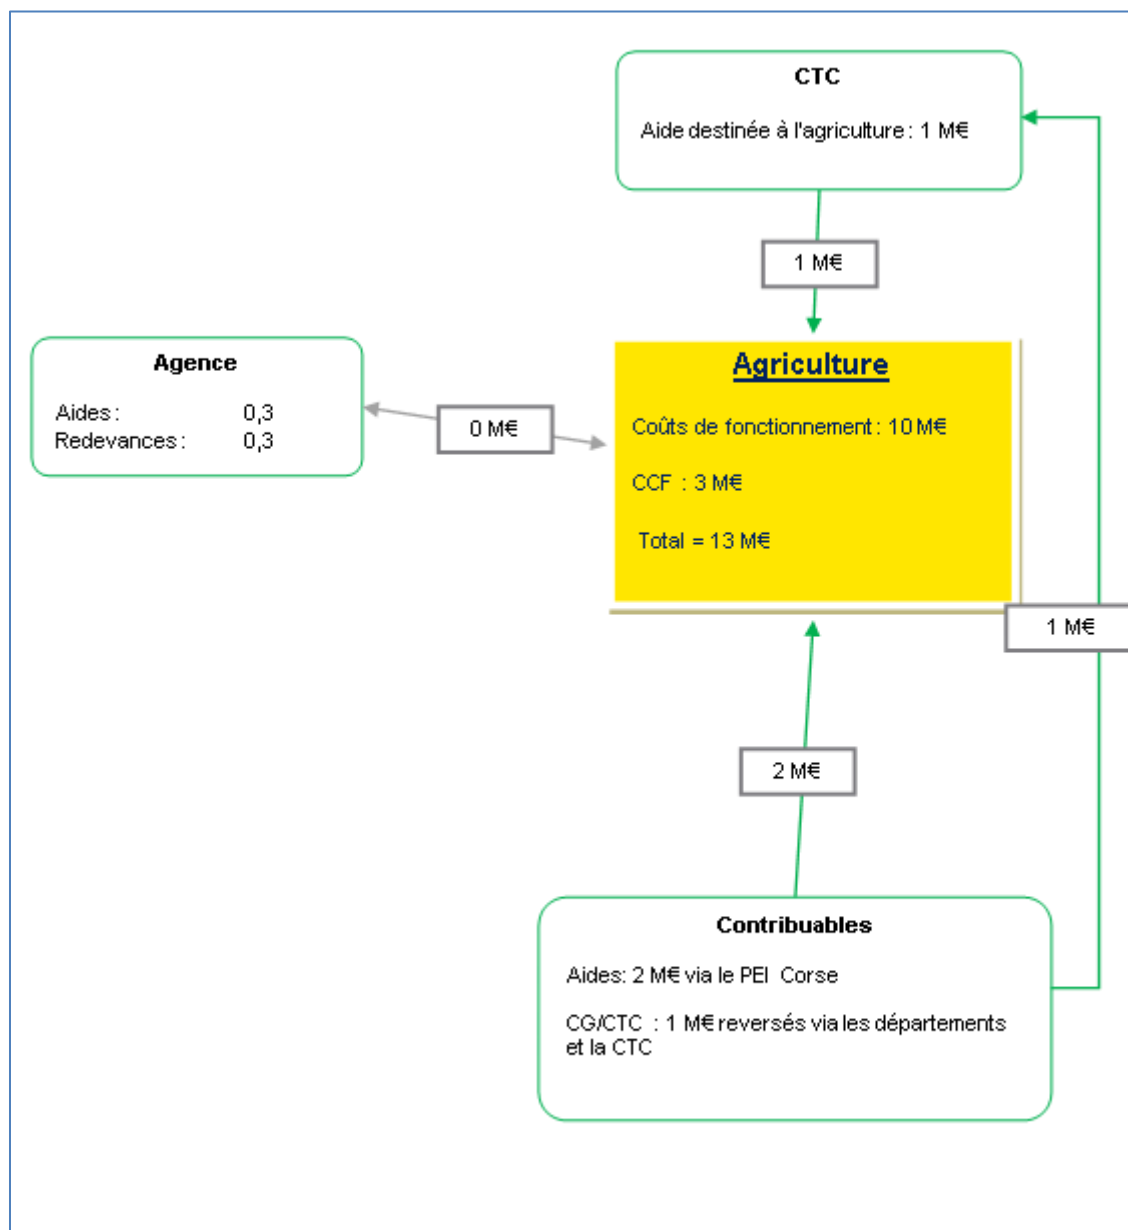 CTC
Aide destinée à l'agriculture : 1 M€
1 M€
Agence
Aides : 0,3
Redevances : 0,3
0 M€
Agriculture
Coûts de fonctionnement : 10 M€
CCF : 3 M€
Total = 13 M€
1 M€
2 M€
Contribuables
Aides: 2 M€ via le PEI Corse
CG/CTC : 1 M€ reversés via les départements
et la CTC